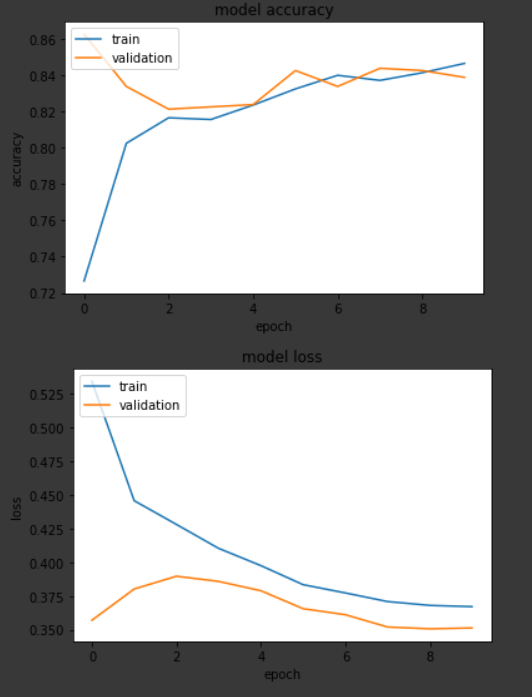 model accuracy
train
validation
0.86
0.84
0.82
0.80
0.78
0.76
0.74
0.72
accuracy
0 2 4 6 8
epoch
model loss
train
validation
0.525
0.500
0.475
0.450
0.425
0.400
0.375
0.350
loss
0 2 4 6 8
epoch